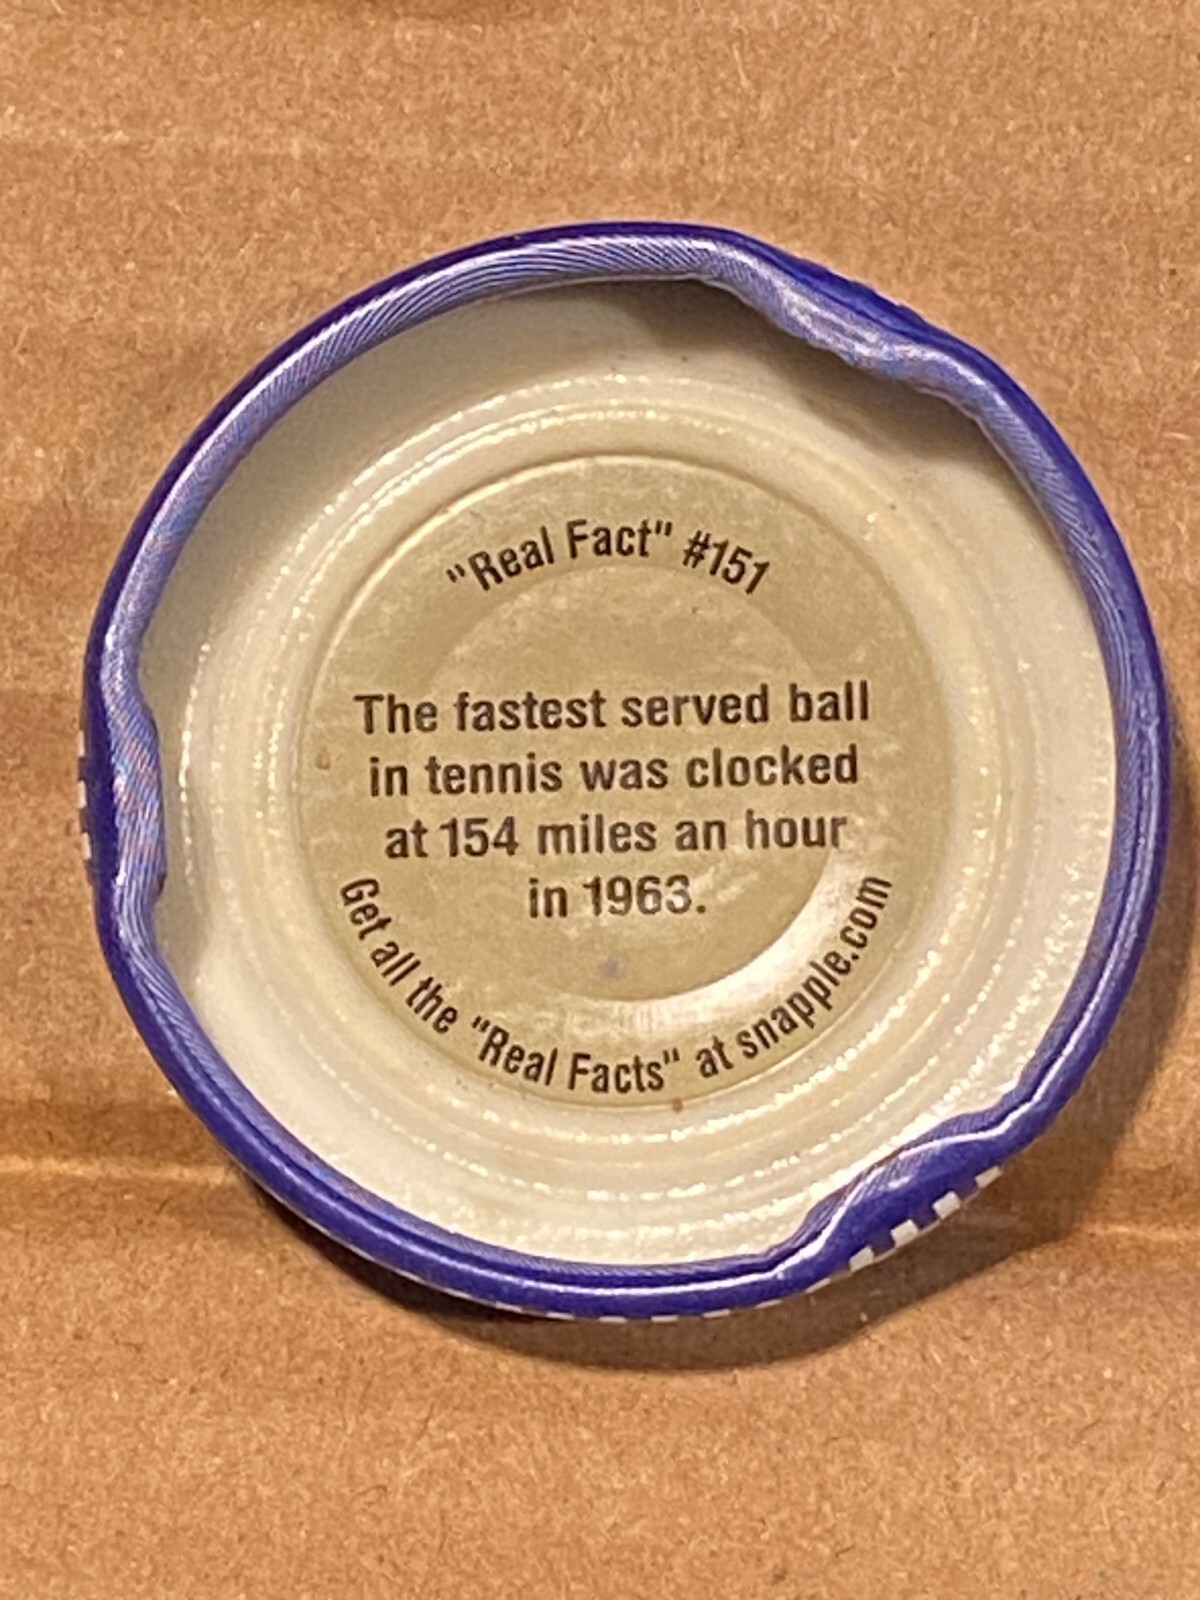 "Real Fact" #151
The fastest served ball
in tennis was clocked
at 154 miles an hour
in 1963.
Get all the "Real Facts" at snapple.com